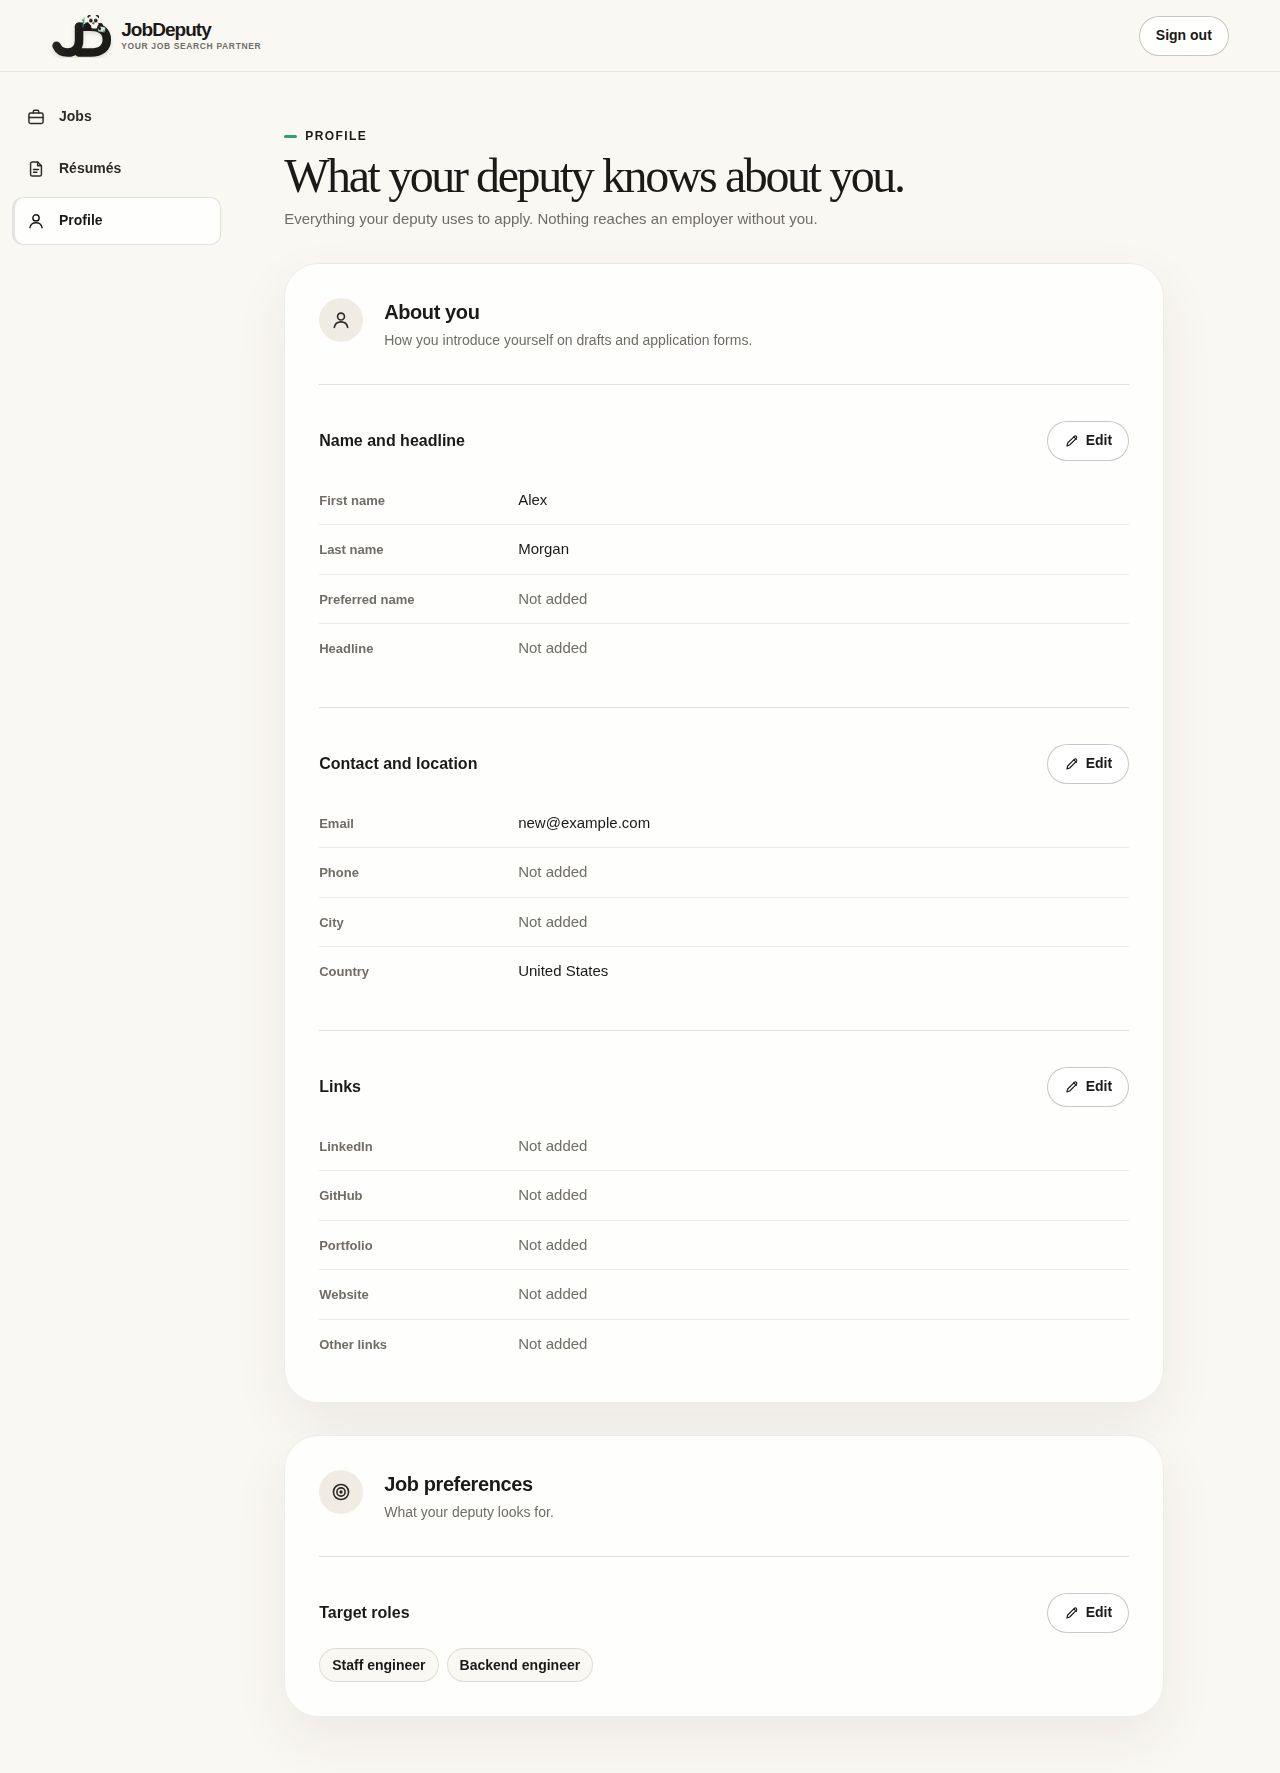 JobDeputy
YOUR JOB SEARCH PARTNER
Sign out
Jobs
Résumés
Profile
PROFILE
What your deputy knows about you.
Everything your deputy uses to apply. Nothing reaches an employer without you.
About you
How you introduce yourself on drafts and application forms.
Name and headline
Edit
First name Alex
Last name Morgan
Preferred name Not added
Headline Not added
Contact and location
Edit
Email new@example.com
Phone Not added
City Not added
Country United States
Links
Edit
LinkedIn Not added
GitHub Not added
Portfolio Not added
Website Not added
Other links Not added
Job preferences
What your deputy looks for.
Target roles
Edit
Staff engineer Backend engineer